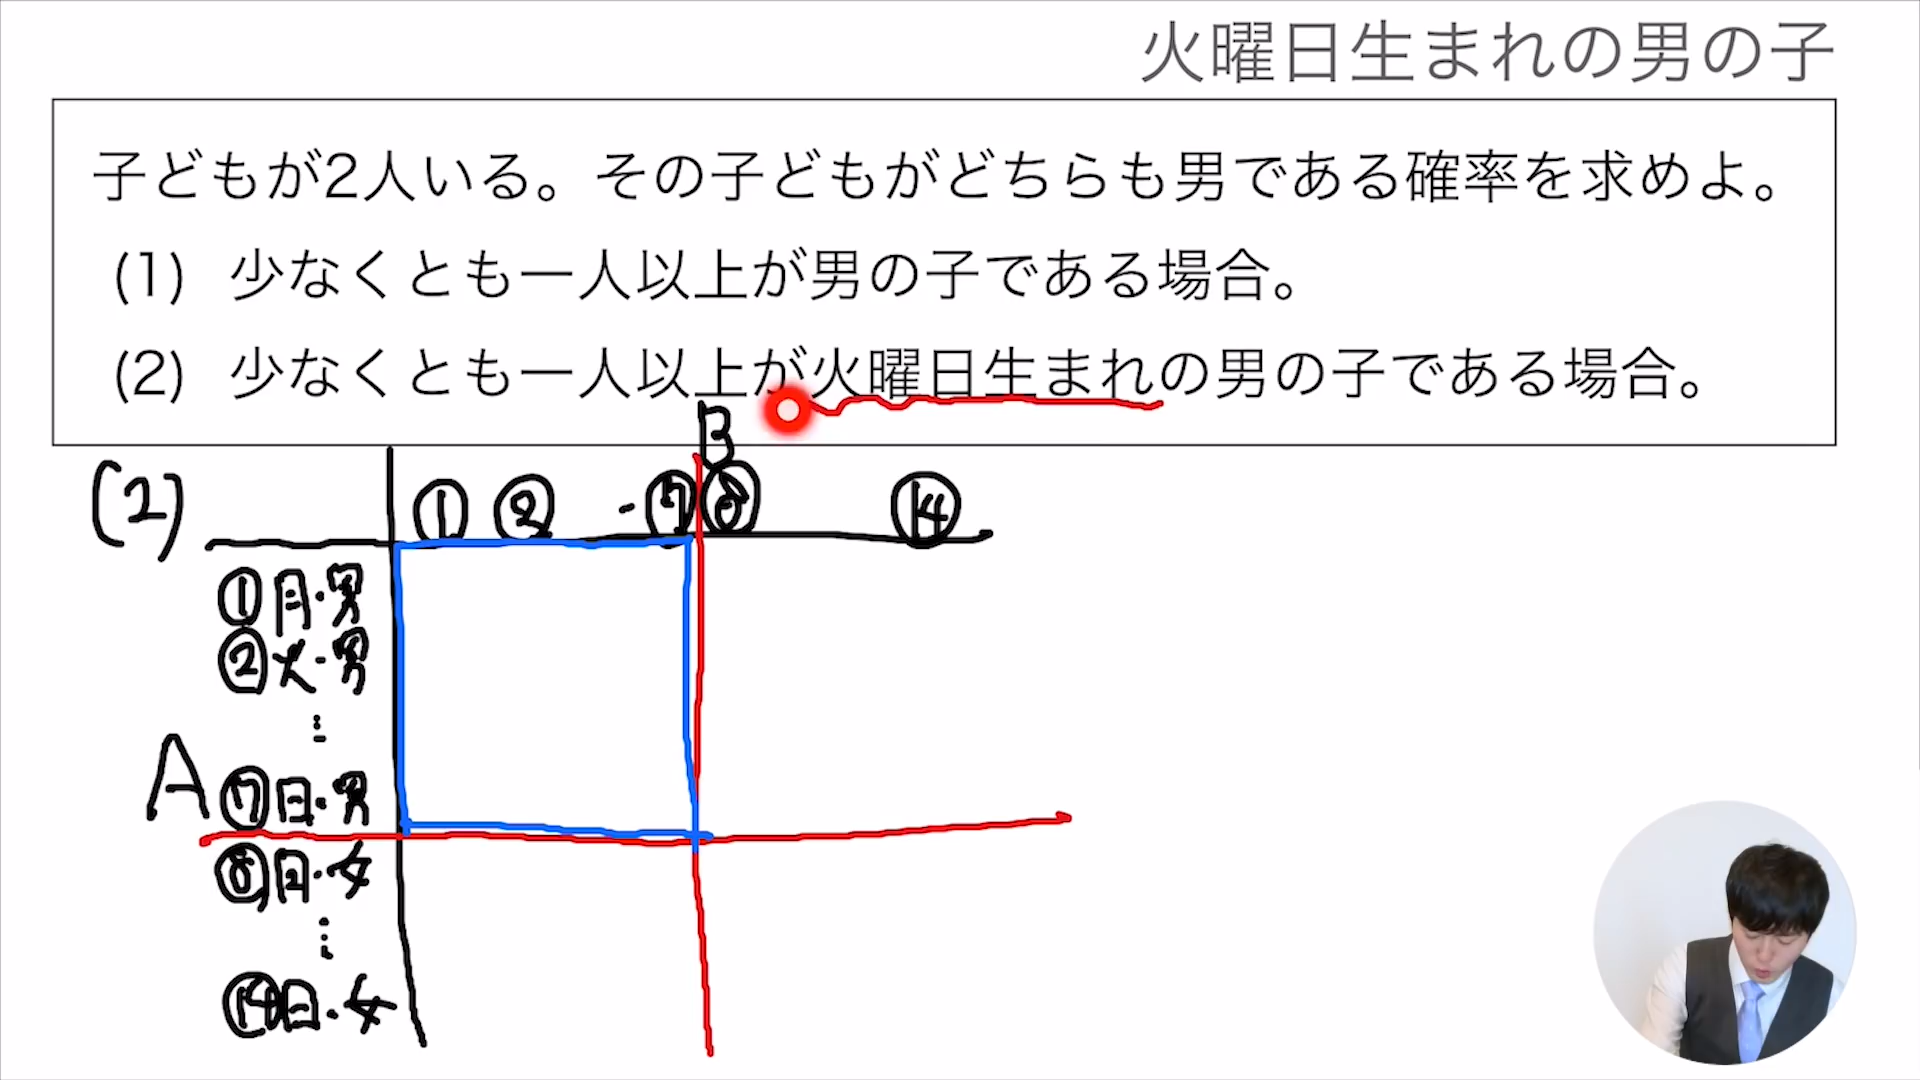 火曜日生まれの男の子
子どもが2人いる。その子どもがどちらも男である確率を求めよ。
(1) 少なくとも一人以上が男の子である場合。
(2) 少なくとも一人以上が火曜日生まれの男の子である場合。
B
(2)
① ② ⑦ ⑧ ⑭
①月・男
②火・男
⋮
A
⑦日・男
⑧月・女
⋮
⑭日・女